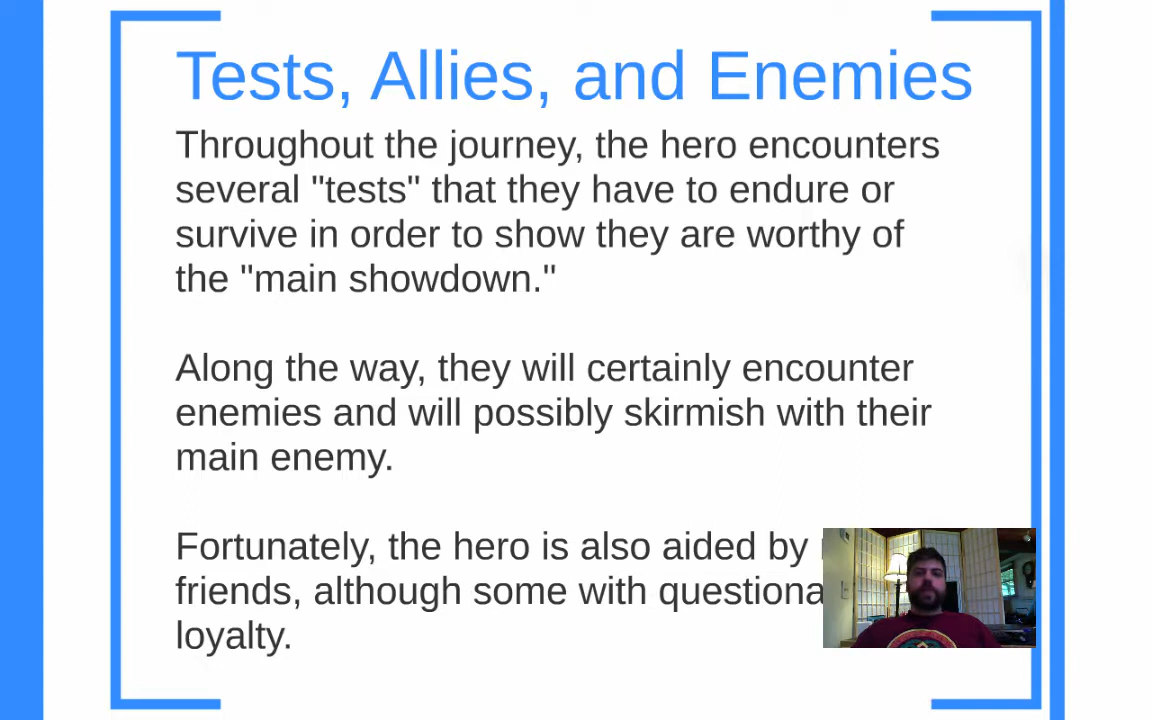 Tests, Allies, and Enemies
Throughout the journey, the hero encounters
several "tests" that they have to endure or
survive in order to show they are worthy of
the "main showdown."
Along the way, they will certainly encounter
enemies and will possibly skirmish with their
main enemy.
Fortunately, the hero is also aided by
friends, although some with
loyalty.